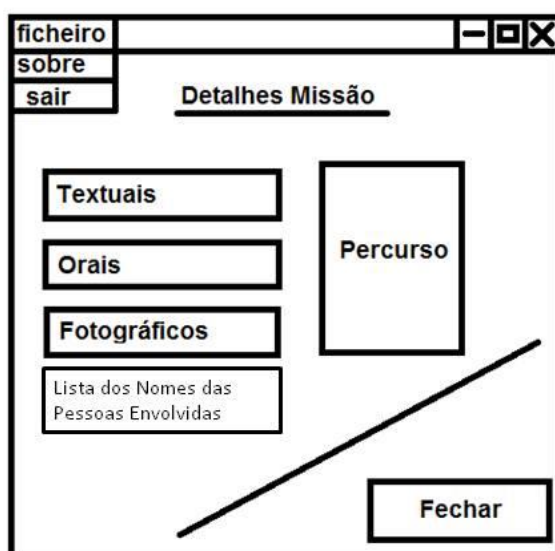 ficheiro
sobre
sair
Detalhes Missão
Textuais
Orais
Fotográficos
Percurso
Lista dos Nomes das
Pessoas Envolvidas
Fechar